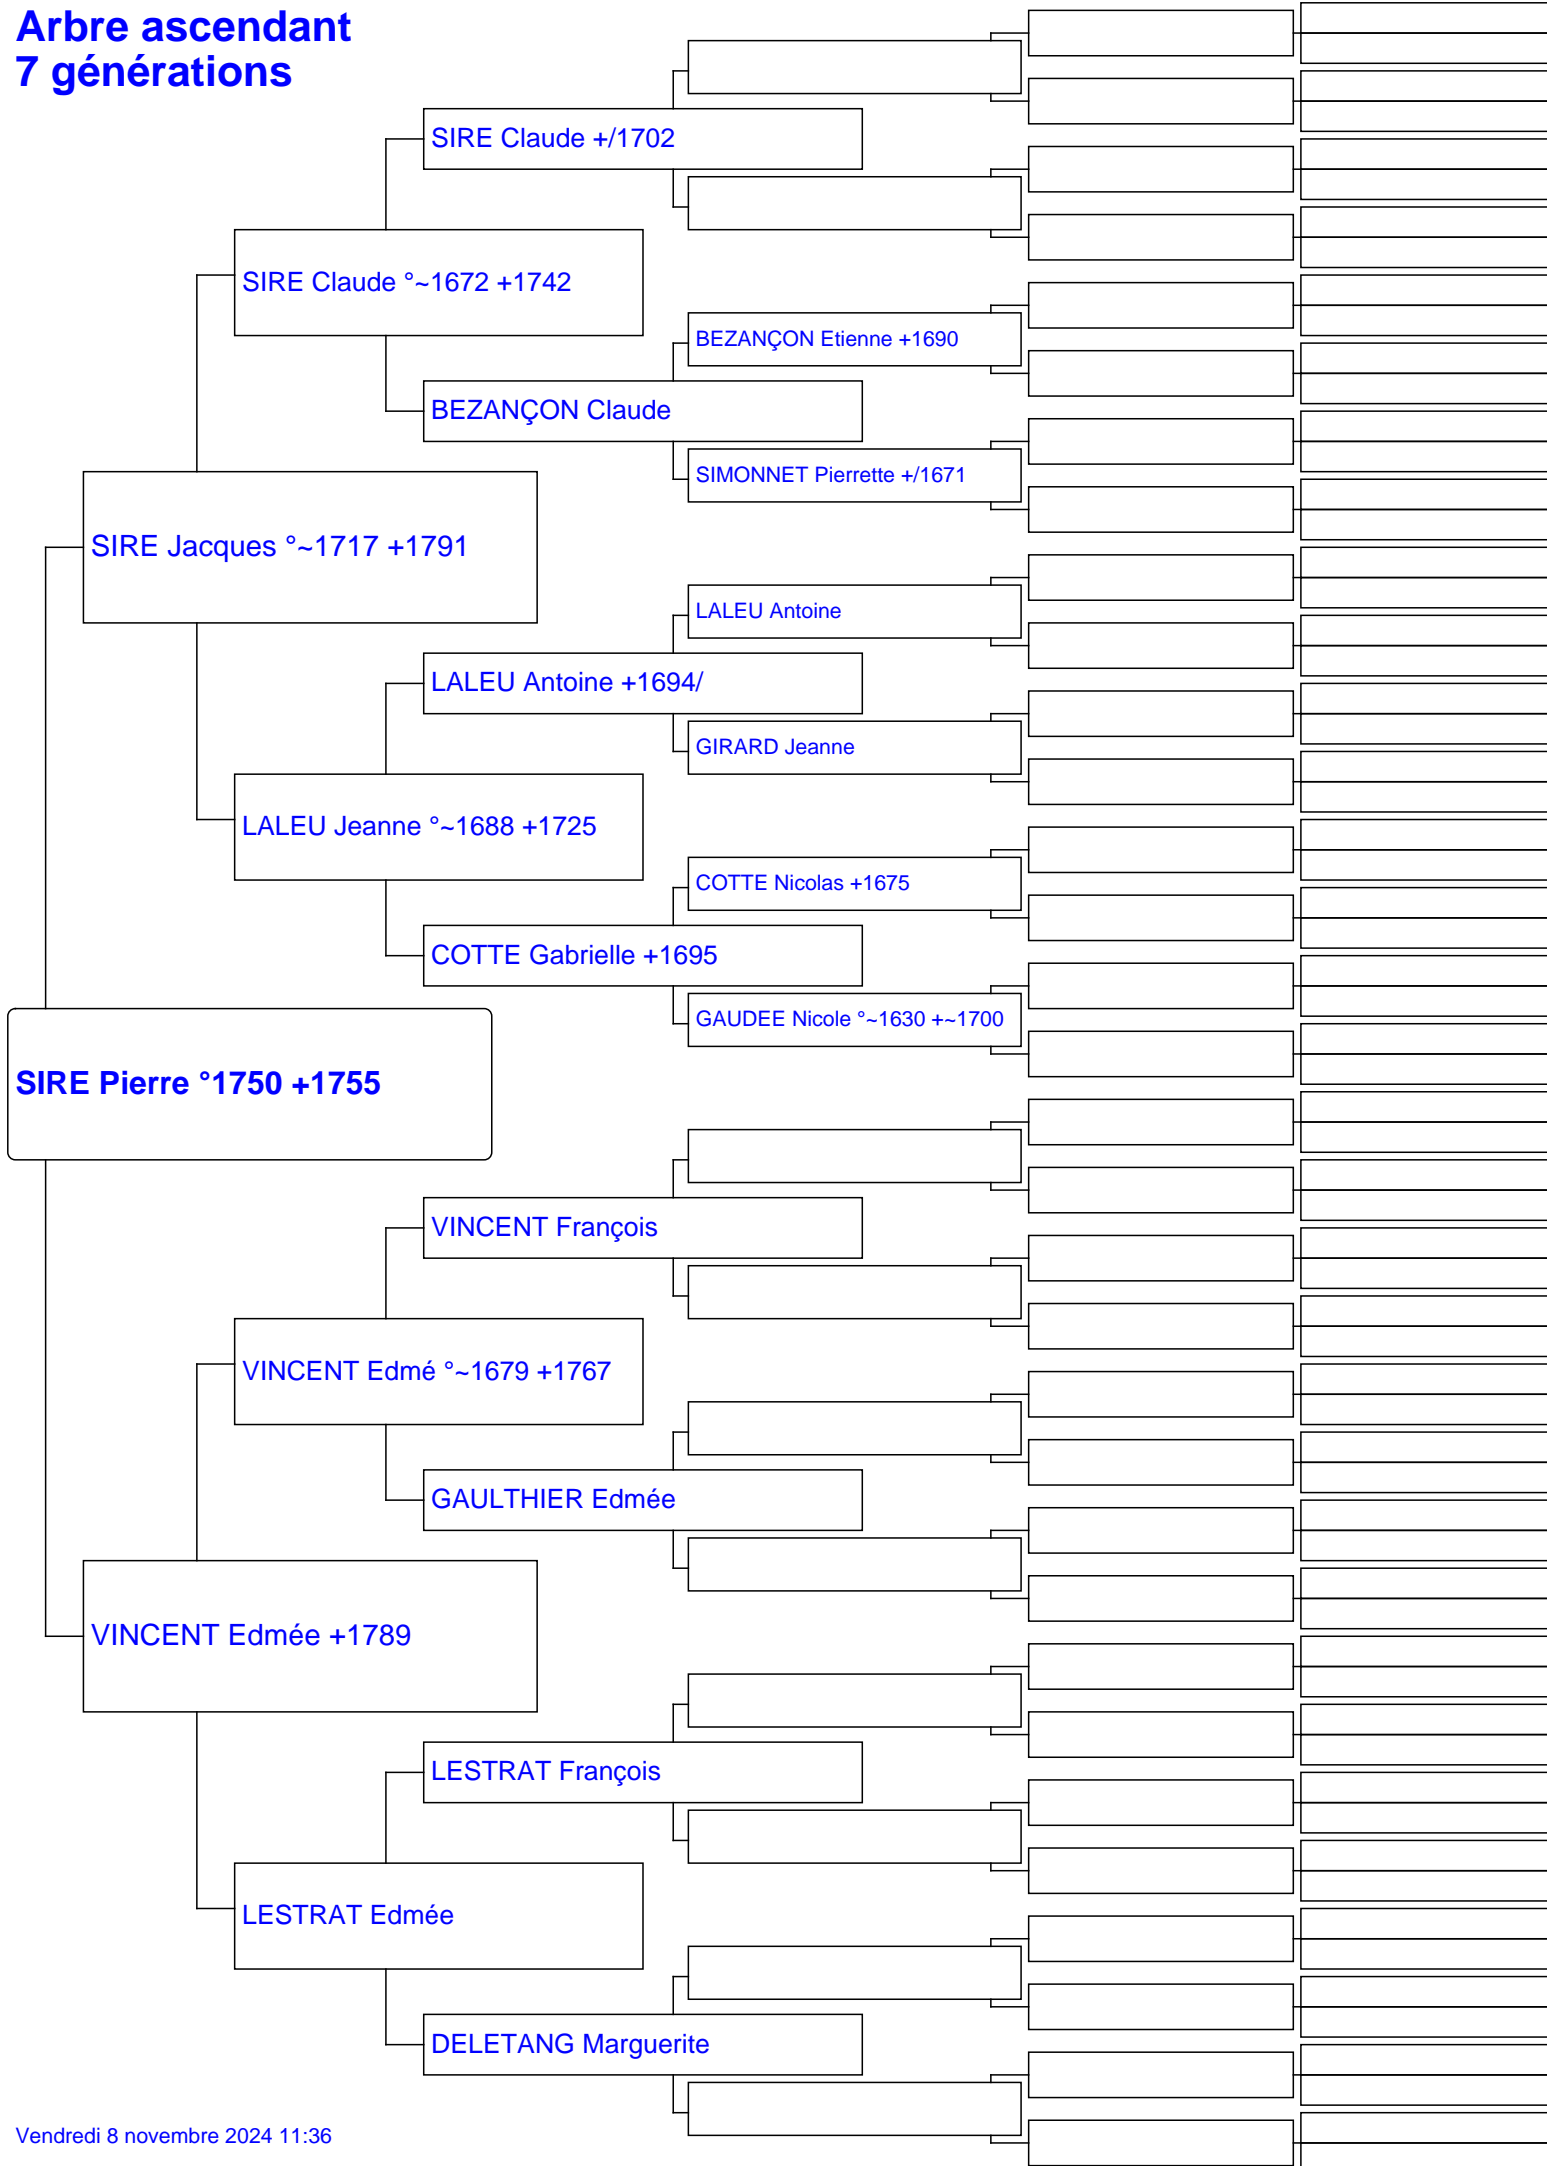 Arbre ascendant
7 générations
SIRE Claude +/1702
SIRE Claude °~1672 +1742
BEZANÇON Etienne +1690
BEZANÇON Claude
SIMONNET Pierrette +/1671
SIRE Jacques °~1717 +1791
LALEU Antoine
LALEU Antoine +1694/
GIRARD Jeanne
LALEU Jeanne °~1688 +1725
COTTE Nicolas +1675
COTTE Gabrielle +1695
GAUDEE Nicole °~1630 +~1700
SIRE Pierre °1750 +1755
VINCENT François
VINCENT Edmé °~1679 +1767
GAULTHIER Edmée
VINCENT Edmée +1789
LESTRAT François
LESTRAT Edmée
DELETANG Marguerite
Vendredi 8 novembre 2024 11:36